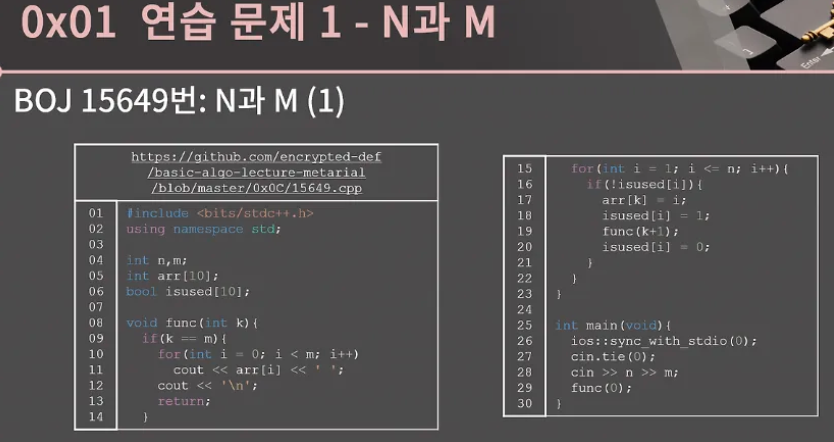 0x01 연습 문제 1 - N과 M
BOJ 15649번: N과 M (1)
https://github.com/encrypted-def
/basic-algo-lecture-metarial
/blob/master/0x0C/15649.cpp
01 #include <bits/stdc++.h>
02 using namespace std;
03
04 int n,m;
05 int arr[10];
06 bool isused[10];
07
08 void func(int k){
09 if(k == m){
10 for(int i = 0; i < m; i++)
11 cout << arr[i] << ' ';
12 cout << '\n';
13 return;
14 }
15 for(int i = 1; i <= n; i++){
16 if(!isused[i]){
17 arr[k] = i;
18 isused[i] = 1;
19 func(k+1);
20 isused[i] = 0;
21 }
22 }
23 }
24
25 int main(void){
26 ios::sync_with_stdio(0);
27 cin.tie(0);
28 cin >> n >> m;
29 func(0);
30 }
Enter